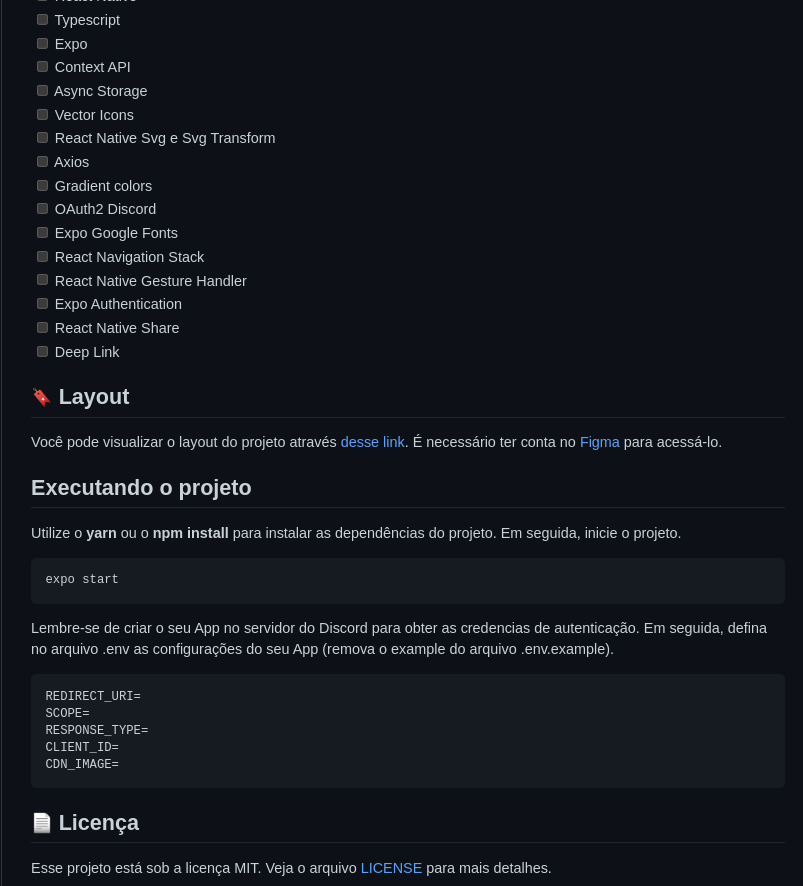 React Native
Typescript
Expo
Context API
Async Storage
Vector Icons
React Native Svg e Svg Transform
Axios
Gradient colors
OAuth2 Discord
Expo Google Fonts
React Navigation Stack
React Native Gesture Handler
Expo Authentication
React Native Share
Deep Link
Layout
Você pode visualizar o layout do projeto através desse link. É necessário ter conta no Figma para acessá-lo.
Executando o projeto
Utilize o yarn ou o npm install para instalar as dependências do projeto. Em seguida, inicie o projeto.
expo start
Lembre-se de criar o seu App no servidor do Discord para obter as credencias de autenticação. Em seguida, defina
no arquivo .env as configurações do seu App (remova o example do arquivo .env.example).
REDIRECT_URI=
SCOPE=
RESPONSE_TYPE=
CLIENT_ID=
CDN_IMAGE=
Licença
Esse projeto está sob a licença MIT. Veja o arquivo LICENSE para mais detalhes.